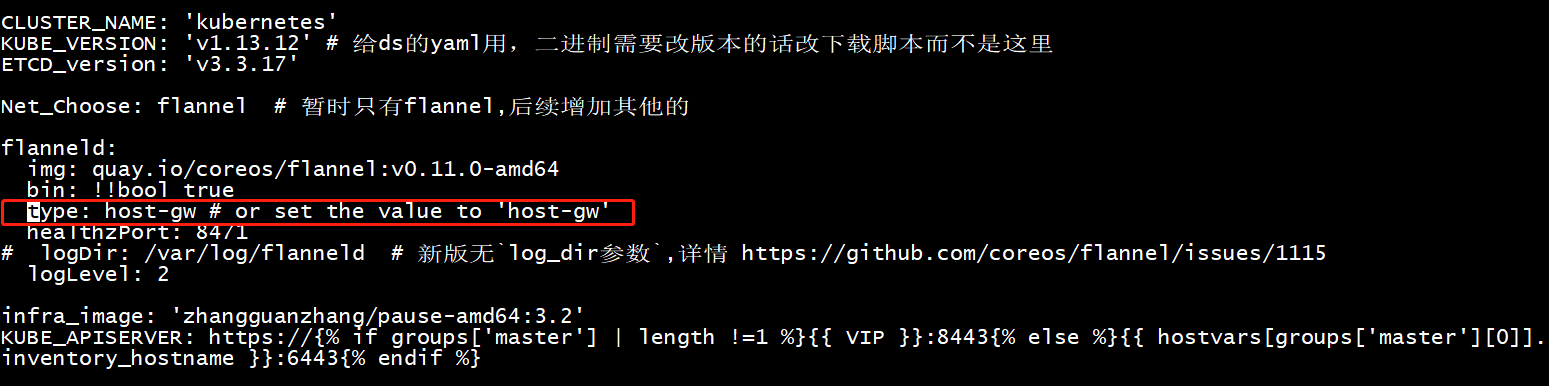 CLUSTER_NAME: 'kubernetes'
KUBE_VERSION: 'v1.13.12' # 给ds的yaml用，二进制需要改版本的话改下载脚本而不是这里
ETCD_version: 'v3.3.17'
Net_Choose: flannel  # 暂时只有flannel,后续增加其他的
flanneld:
  img: quay.io/coreos/flannel:v0.11.0-amd64
  bin: !!bool true
  type: host-gw # or set the value to 'host-gw'
  healthzPort: 8471
#  logDir: /var/log/flanneld  # 新版无`log_dir参数`,详情 https://github.com/coreos/flannel/issues/1115
  logLevel: 2
infra_image: 'zhangguanzhang/pause-amd64:3.2'
KUBE_APISERVER: https://{% if groups['master'] | length !=1 %}{{ VIP }}:8443{% else %}{{ hostvars[groups['master'][0]].
inventory_hostname }}:6443{% endif %}